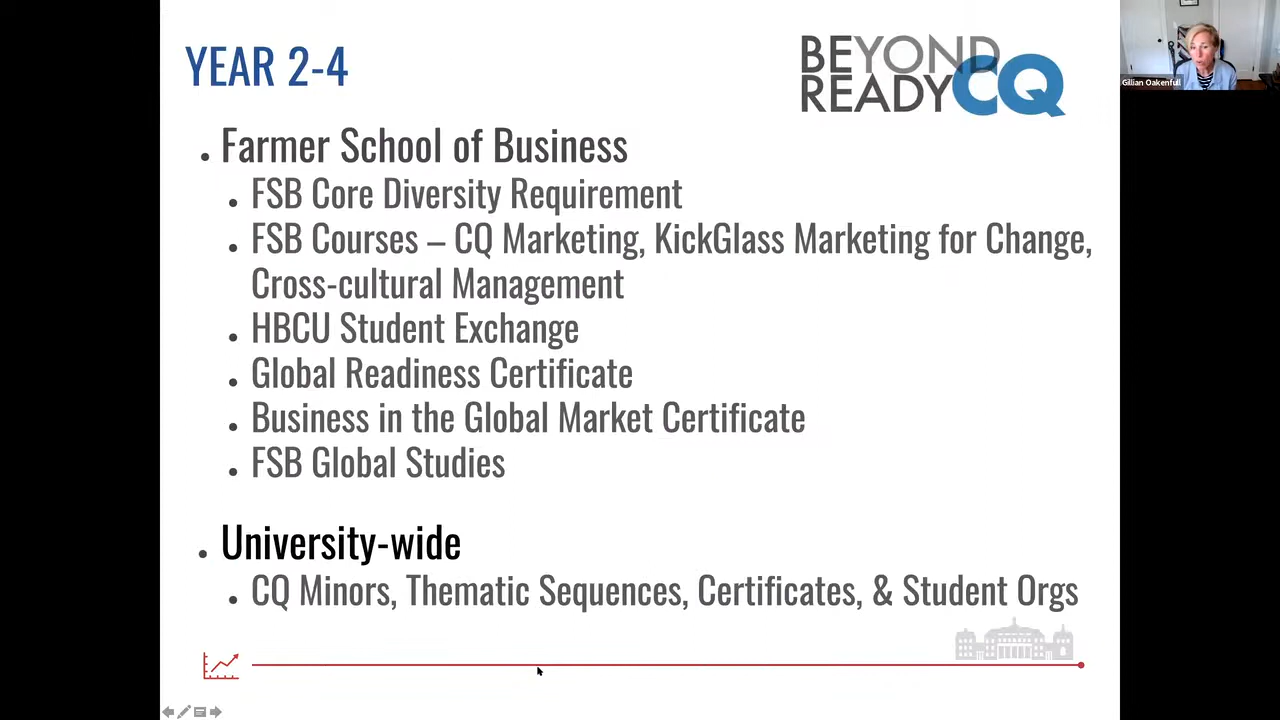 YEAR 2-4
BEYOND
READY CQ
Gillian Oakenfull
Farmer School of Business
FSB Core Diversity Requirement
FSB Courses – CQ Marketing, KickGlass Marketing for Change,
Cross-cultural Management
HBCU Student Exchange
Global Readiness Certificate
Business in the Global Market Certificate
FSB Global Studies
University-wide
CQ Minors, Thematic Sequences, Certificates, & Student Orgs